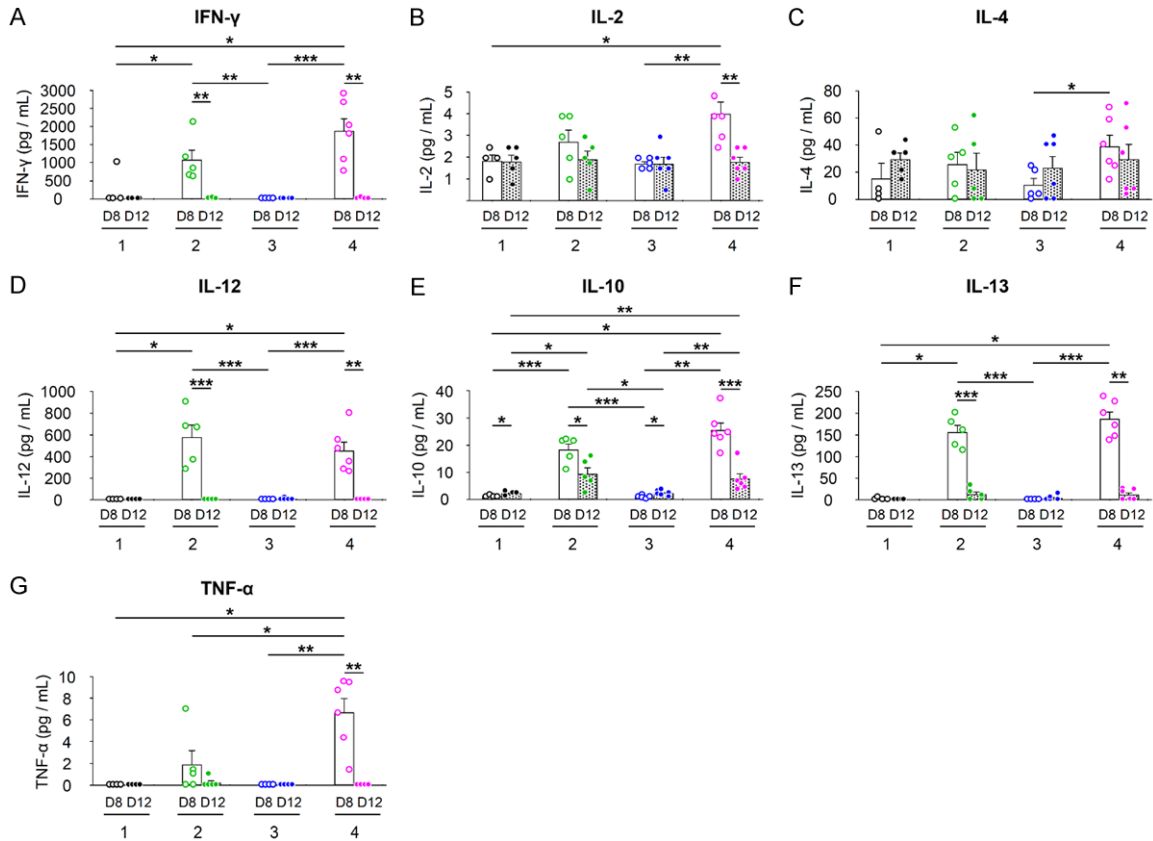 A
IFN-γ
*
*
***
**
**
**
IFN-γ (pg / mL)
3000
2500
2000
1500
1000
500
0
D8 D12 D8 D12 D8 D12 D8 D12
1 2 3 4
B
IL-2
*
**
**
IL-2 (pg / mL)
5
4
3
2
1
0
D8 D12 D8 D12 D8 D12 D8 D12
1 2 3 4
C
IL-4
*
IL-4 (pg / mL)
80
60
40
20
0
D8 D12 D8 D12 D8 D12 D8 D12
1 2 3 4
D
IL-12
*
*
***
***
***
**
IL-12 (pg / mL)
1000
800
600
400
200
0
D8 D12 D8 D12 D8 D12 D8 D12
1 2 3 4
E
IL-10
**
*
*
**
***
**
*
***
***
*
*
*
IL-10 (pg / mL)
40
30
20
10
0
D8 D12 D8 D12 D8 D12 D8 D12
1 2 3 4
F
IL-13
*
*
***
***
**
***
IL-13 (pg / mL)
250
200
150
100
50
0
D8 D12 D8 D12 D8 D12 D8 D12
1 2 3 4
G
TNF-α
*
*
**
**
TNF-α (pg / mL)
10
8
6
4
2
0
D8 D12 D8 D12 D8 D12 D8 D12
1 2 3 4